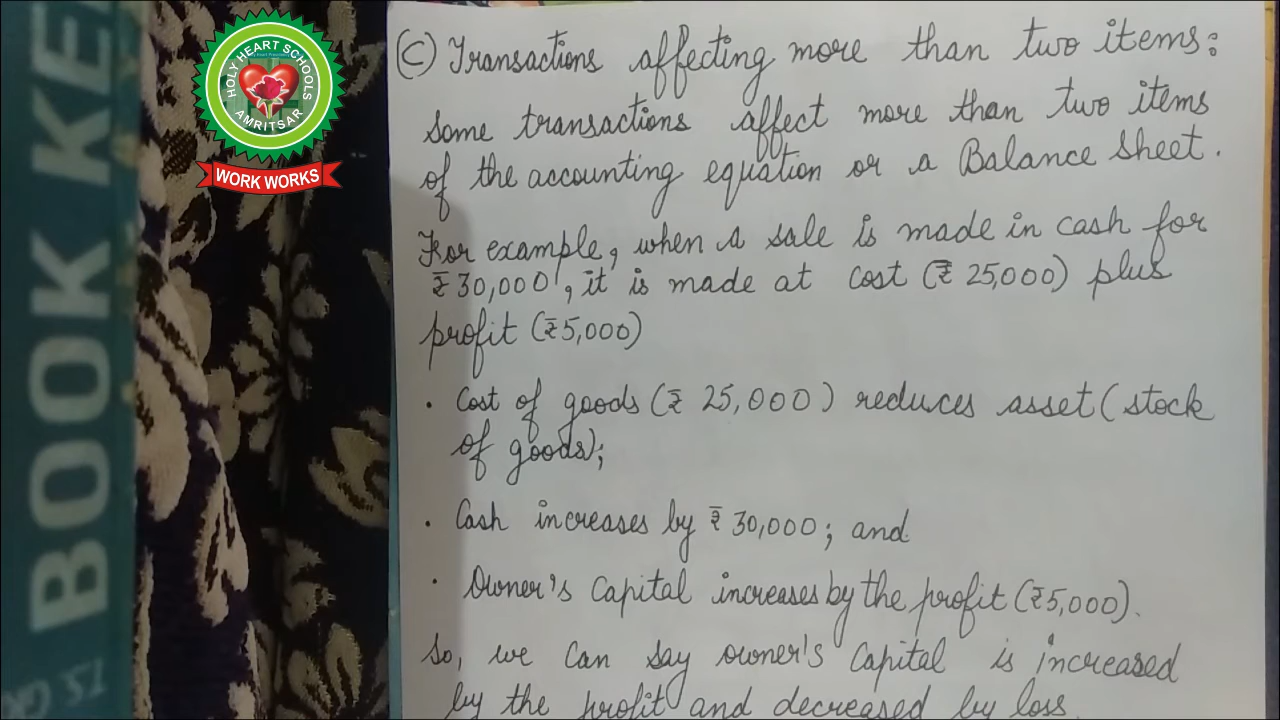 BOOK KE
HOLY HEART SCHOOLS
AMRITSAR
WORK WORKS
(C) Transactions affecting more than two items:
Some transactions affect more than two items
of the accounting equation or a Balance Sheet.
For example, when a sale is made in cash for
₹30,000, it is made at cost (₹ 25,000) plus
profit (₹5,000)
· Cost of goods (₹ 25,000) reduces asset (stock
of goods);
· Cash increases by ₹ 30,000; and
· Owner's Capital increases by the profit (₹5,000).
So, we can say owner's Capital is increased
by the profit and decreased by loss